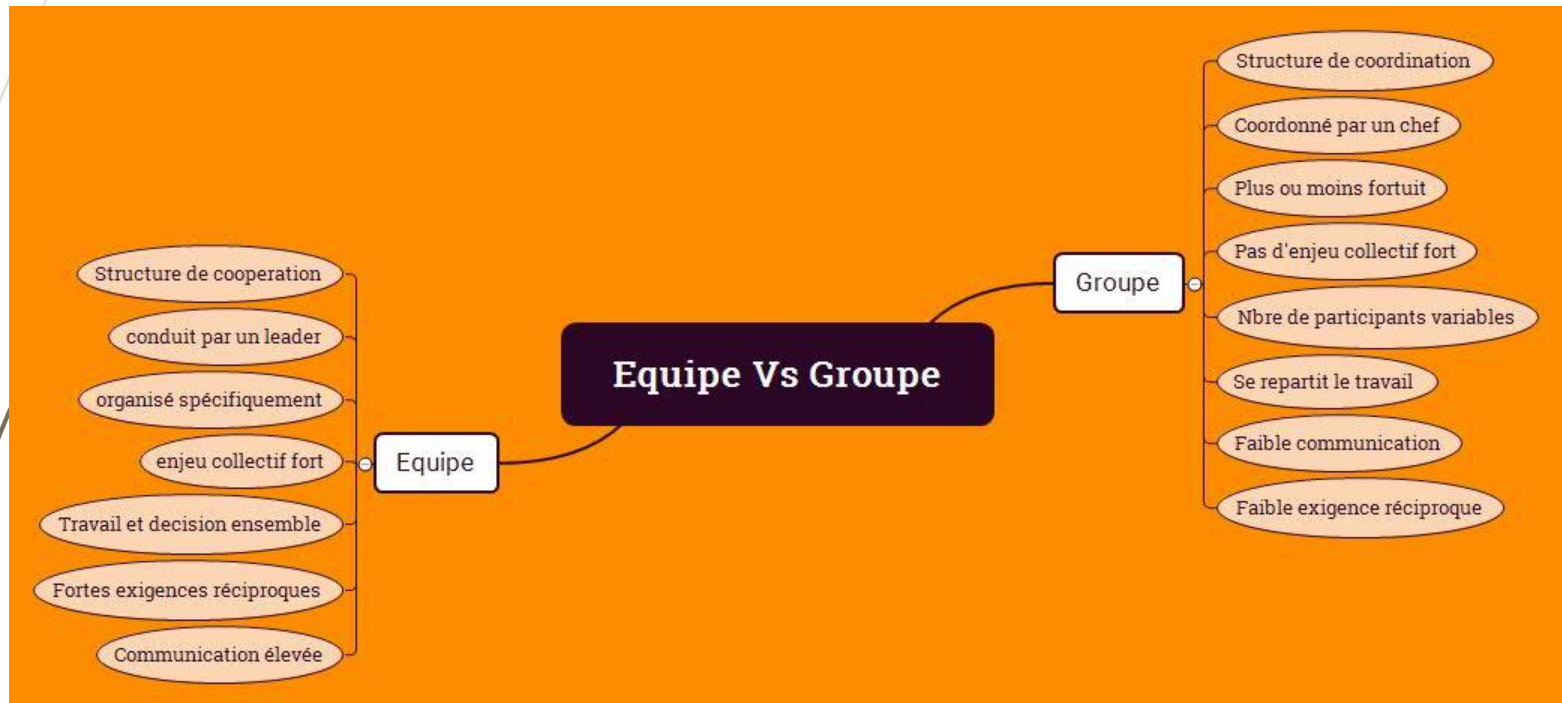 Equipe Vs Groupe
Equipe
Structure de cooperation
conduit par un leader
organisé spécifiquement
enjeu collectif fort
Travail et decision ensemble
Fortes exigences réciproques
Communication élevée
Groupe
Structure de coordination
Coordonné par un chef
Plus ou moins fortuit
Pas d'enjeu collectif fort
Nbre de participants variables
Se repartit le travail
Faible communication
Faible exigence réciproque